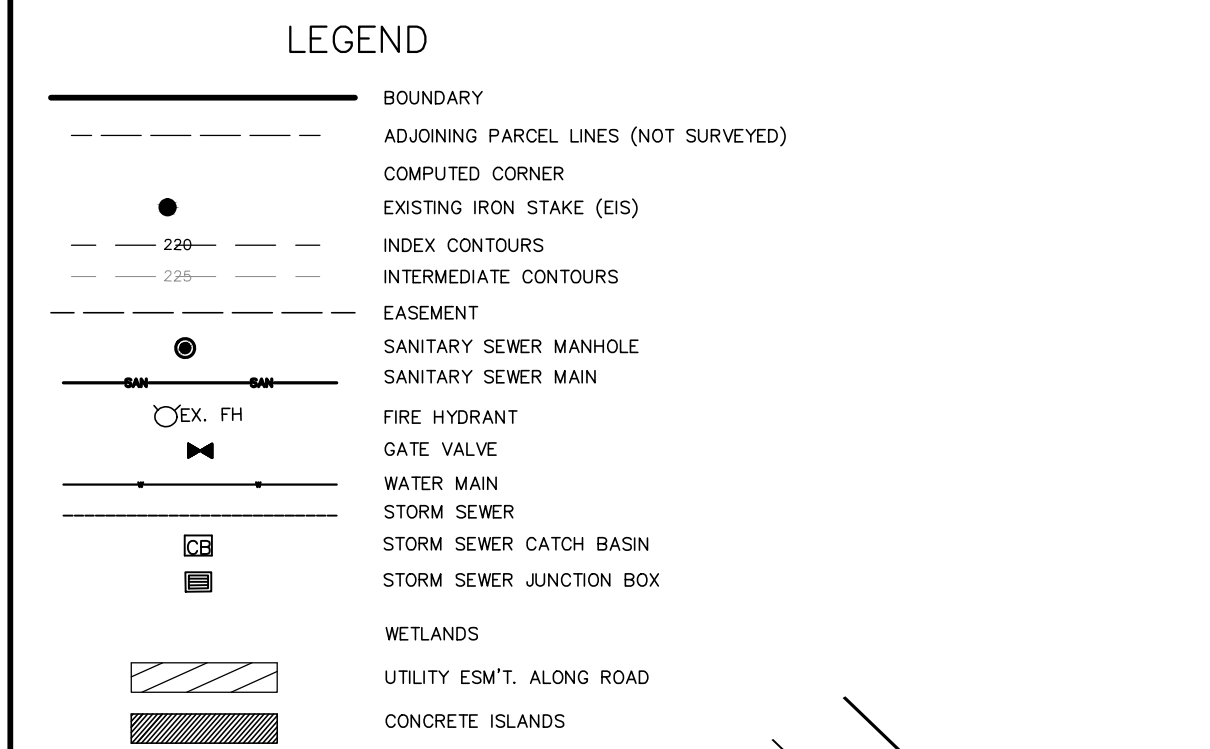 LEGEND
BOUNDARY
ADJOINING PARCEL LINES (NOT SURVEYED)
COMPUTED CORNER
EXISTING IRON STAKE (EIS)
220 INDEX CONTOURS
225 INTERMEDIATE CONTOURS
EASEMENT
SANITARY SEWER MANHOLE
SAN SAN SANITARY SEWER MAIN
EX. FH FIRE HYDRANT
GATE VALVE
W W WATER MAIN
STORM SEWER
CB STORM SEWER CATCH BASIN
STORM SEWER JUNCTION BOX
WETLANDS
UTILITY ESM'T. ALONG ROAD
CONCRETE ISLANDS